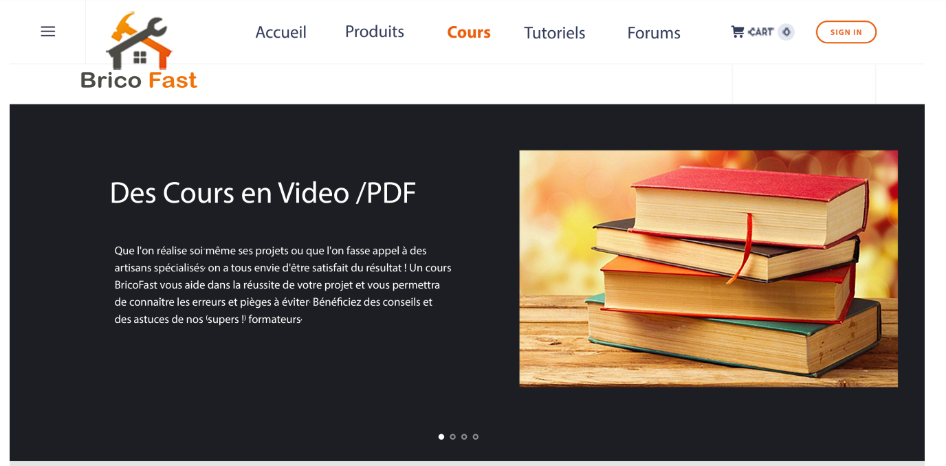 Accueil Produits Cours Tutoriels Forums CART 0 SIGN IN
Brico Fast
Des Cours en Video /PDF
Que l'on réalise soi-même ses projets ou que l'on fasse appel à des
artisans spécialisés, on a tous envie d'être satisfait du résultat ! Un cours
BricoFast vous aide dans la réussite de votre projet et vous permettra
de connaître les erreurs et pièges à éviter. Bénéficiez des conseils et
des astuces de nos (supers !) formateurs.